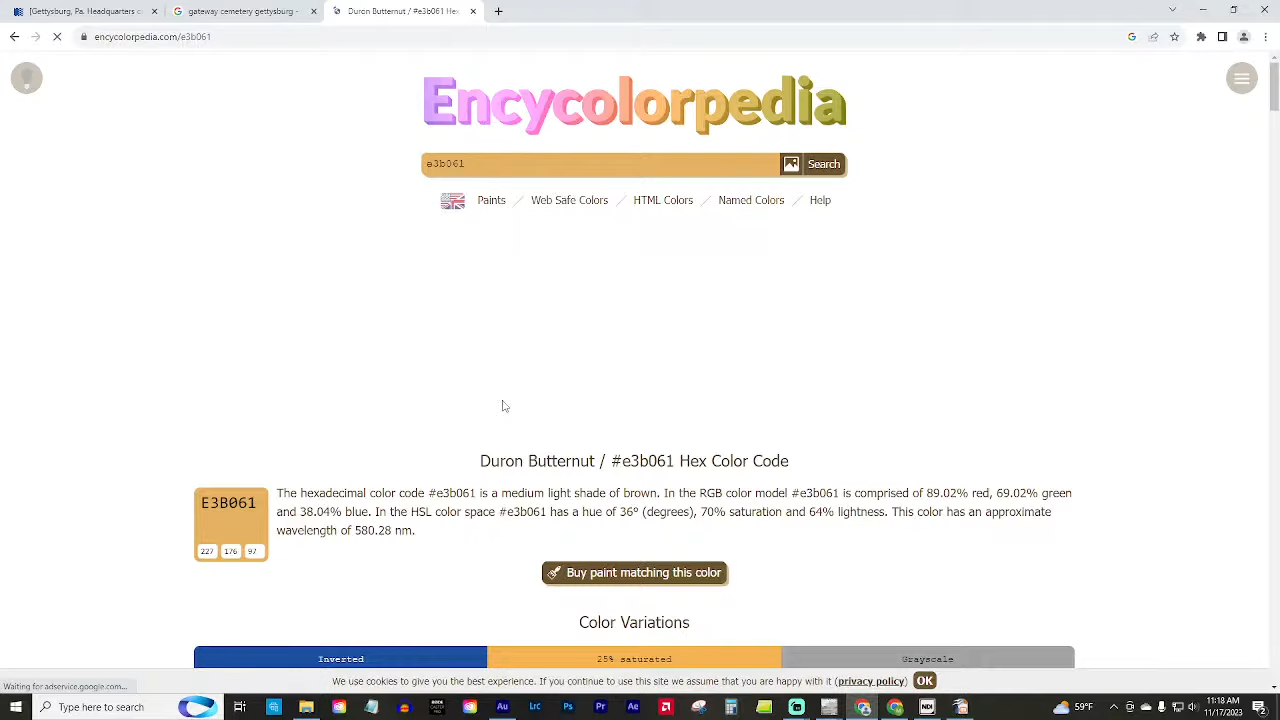 [Gettysburg, Pa. Headquarters o
gateway cemetery gettysburg -
Duron Butternut / #e3b061 Hex
encycolorpedia.com/e3b061
Encycolorpedia
e3b061
Search
Paints / Web Safe Colors / HTML Colors / Named Colors / Help
Duron Butternut / #e3b061 Hex Color Code
E3B061
227 176 97
The hexadecimal color code #e3b061 is a medium light shade of brown. In the RGB color model #e3b061 is comprised of 89.02% red, 69.02% green
and 38.04% blue. In the HSL color space #e3b061 has a hue of 36° (degrees), 70% saturation and 64% lightness. This color has an approximate
wavelength of 580.28 nm.
Buy paint matching this color
Color Variations
Inverted
25% saturated
Grayscale
Waiting for adservice.google.com...
We use cookies to give you the best experience. If you continue to use this site we assume that you are happy with it (privacy policy)
OK
Type here to search
Au
Lrc
Ps
Pr
Ae
NDI
59°F
11:18 AM
11/17/2023